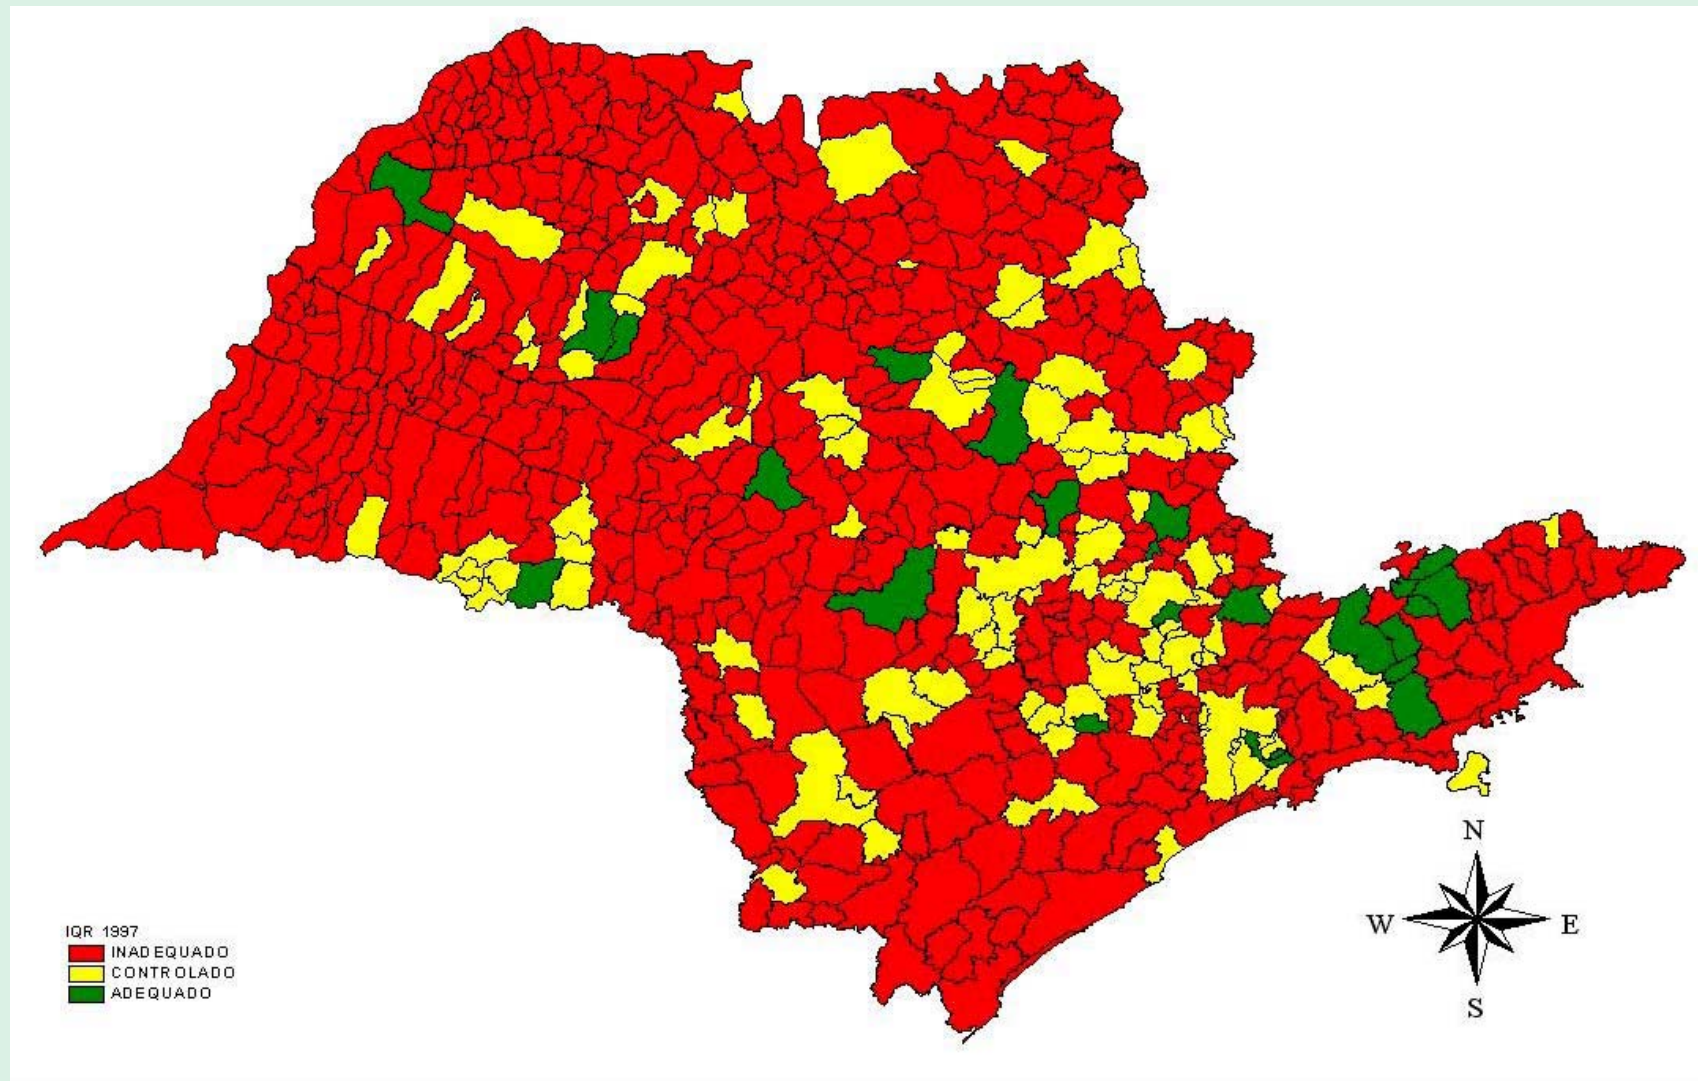 N
W E
S
IQR 1997
INADEQUADO
CONTROLADO
ADEQUADO